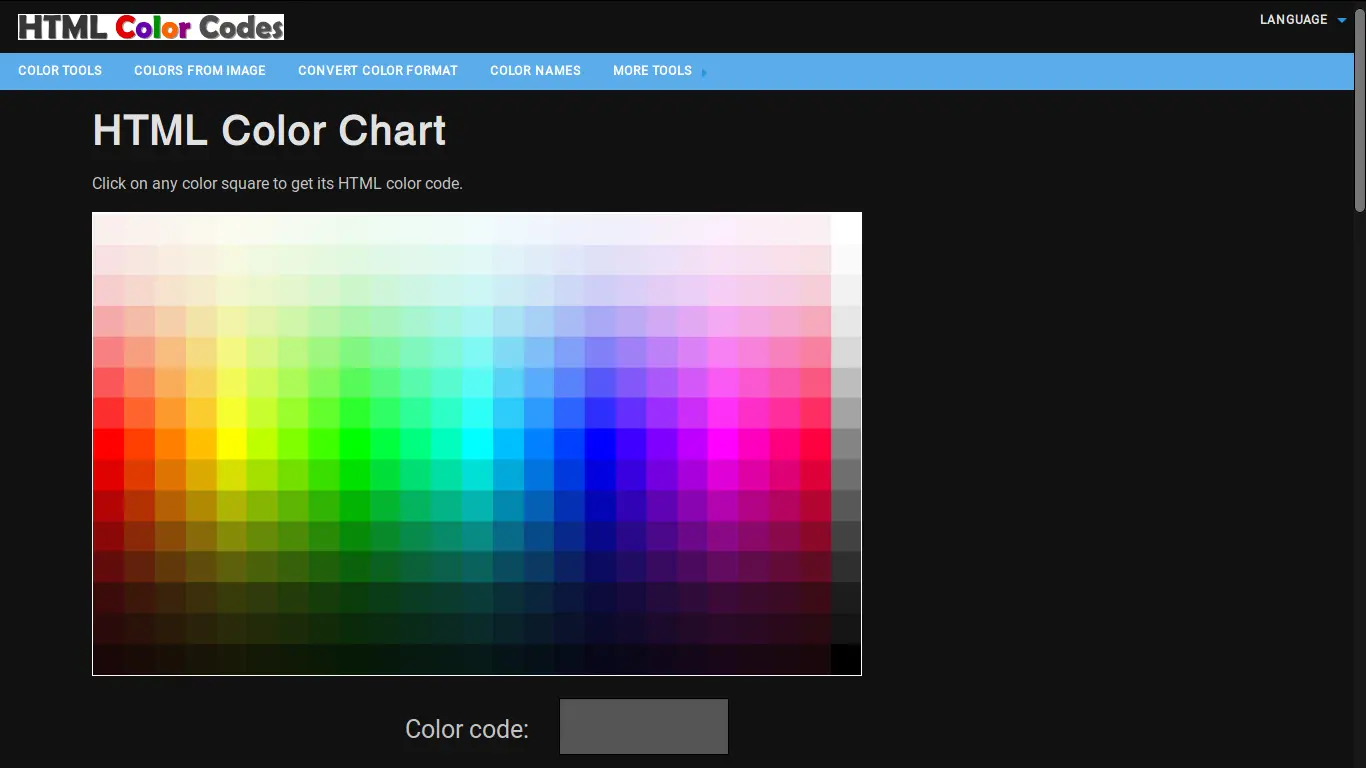 HTML Color Codes
LANGUAGE
COLOR TOOLS COLORS FROM IMAGE CONVERT COLOR FORMAT COLOR NAMES MORE TOOLS
HTML Color Chart
Click on any color square to get its HTML color code.
Color code: